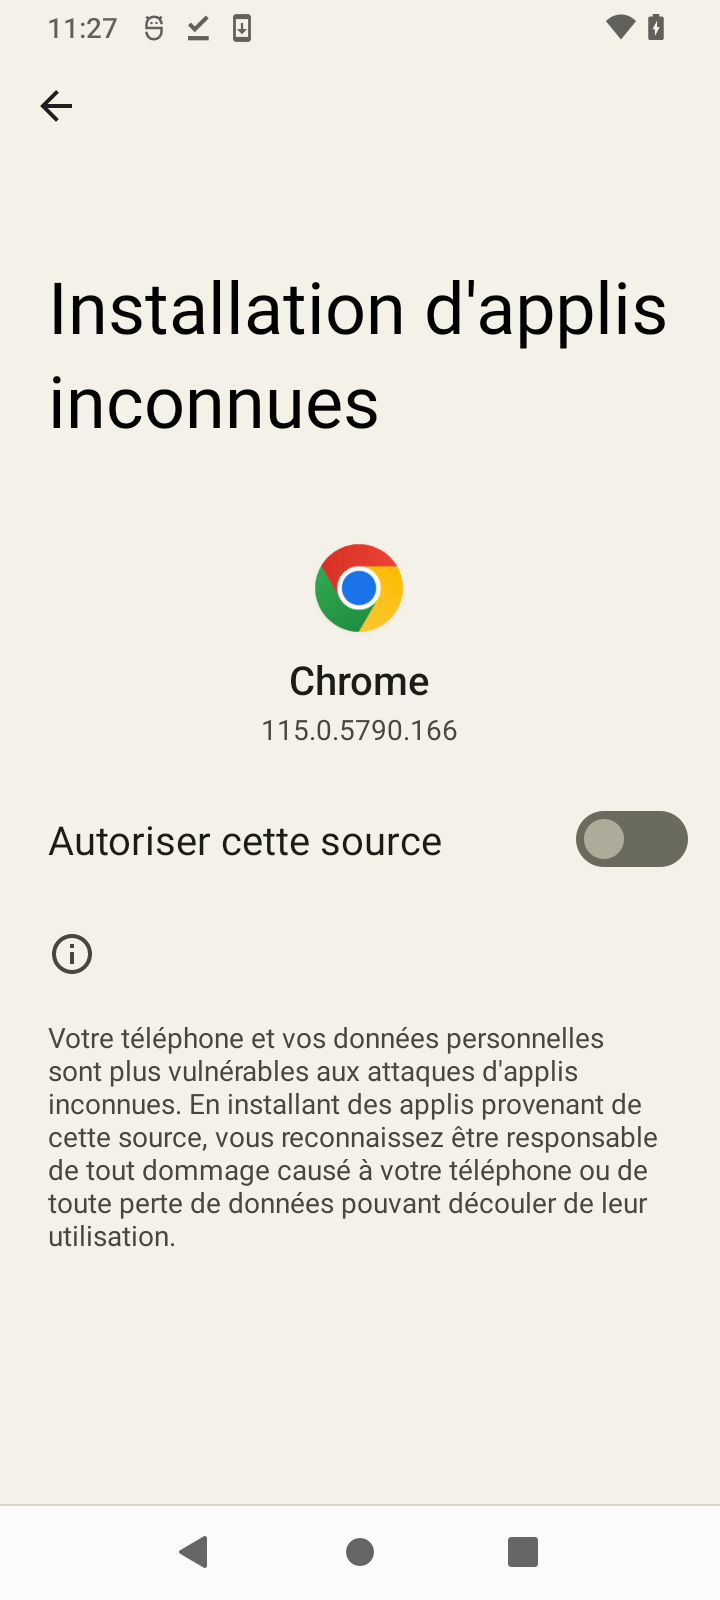 11:27
Installation d'applis
inconnues
Chrome
115.0.5790.166
Autoriser cette source
Votre téléphone et vos données personnelles
sont plus vulnérables aux attaques d'applis
inconnues. En installant des applis provenant de
cette source, vous reconnaissez être responsable
de tout dommage causé à votre téléphone ou de
toute perte de données pouvant découler de leur
utilisation.